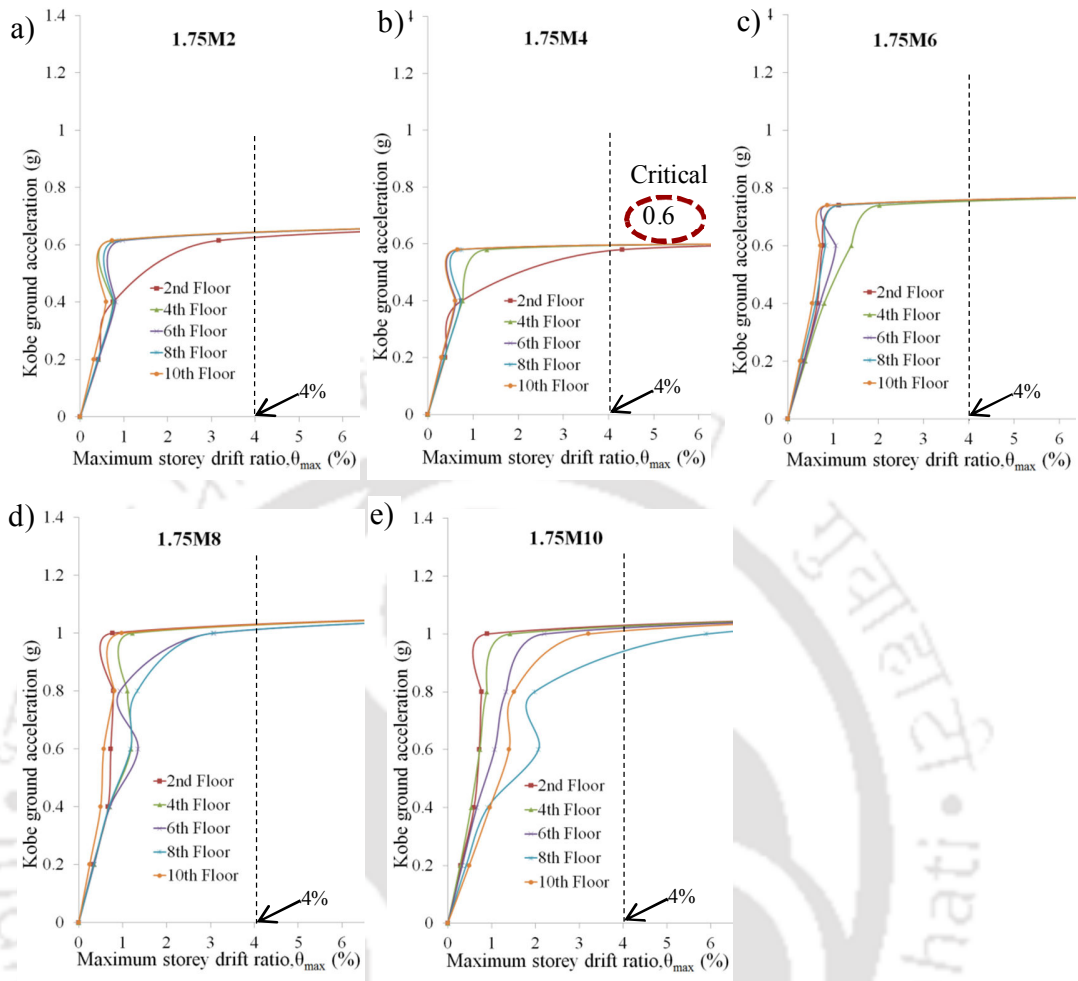 a)
1.75M2
1.4
1.2
1
0.8
0.6
0.4
0.2
0
Kobe ground acceleration (g)
2nd Floor
4th Floor
6th Floor
8th Floor
10th Floor
4%
0 1 2 3 4 5 6
Maximum storey drift ratio,θmax (%)
b)
1.75M4
1.4
1.2
1
0.8
0.6
0.4
0.2
0
Kobe ground acceleration (g)
Critical
0.6
2nd Floor
4th Floor
6th Floor
8th Floor
10th Floor
4%
0 1 2 3 4 5 6
Maximum storey drift ratio,θmax (%)
c)
1.75M6
4
1.2
1
0.8
0.6
0.4
0.2
0
Kobe ground acceleration (g)
2nd Floor
4th Floor
6th Floor
8th Floor
10th Floor
4%
0 1 2 3 4 5 6
Maximum storey drift ratio,θmax (%)
d)
1.75M8
1.4
1.2
1
0.8
0.6
0.4
0.2
0
Kobe ground acceleration (g)
2nd Floor
4th Floor
6th Floor
8th Floor
10th Floor
4%
0 1 2 3 4 5 6
Maximum storey drift ratio,θmax (%)
e)
1.75M10
1.4
1.2
1
0.8
0.6
0.4
0.2
0
Kobe ground acceleration (g)
2nd Floor
4th Floor
6th Floor
8th Floor
10th Floor
4%
0 1 2 3 4 5 6
Maximum storey drift ratio,θmax (%)
hati